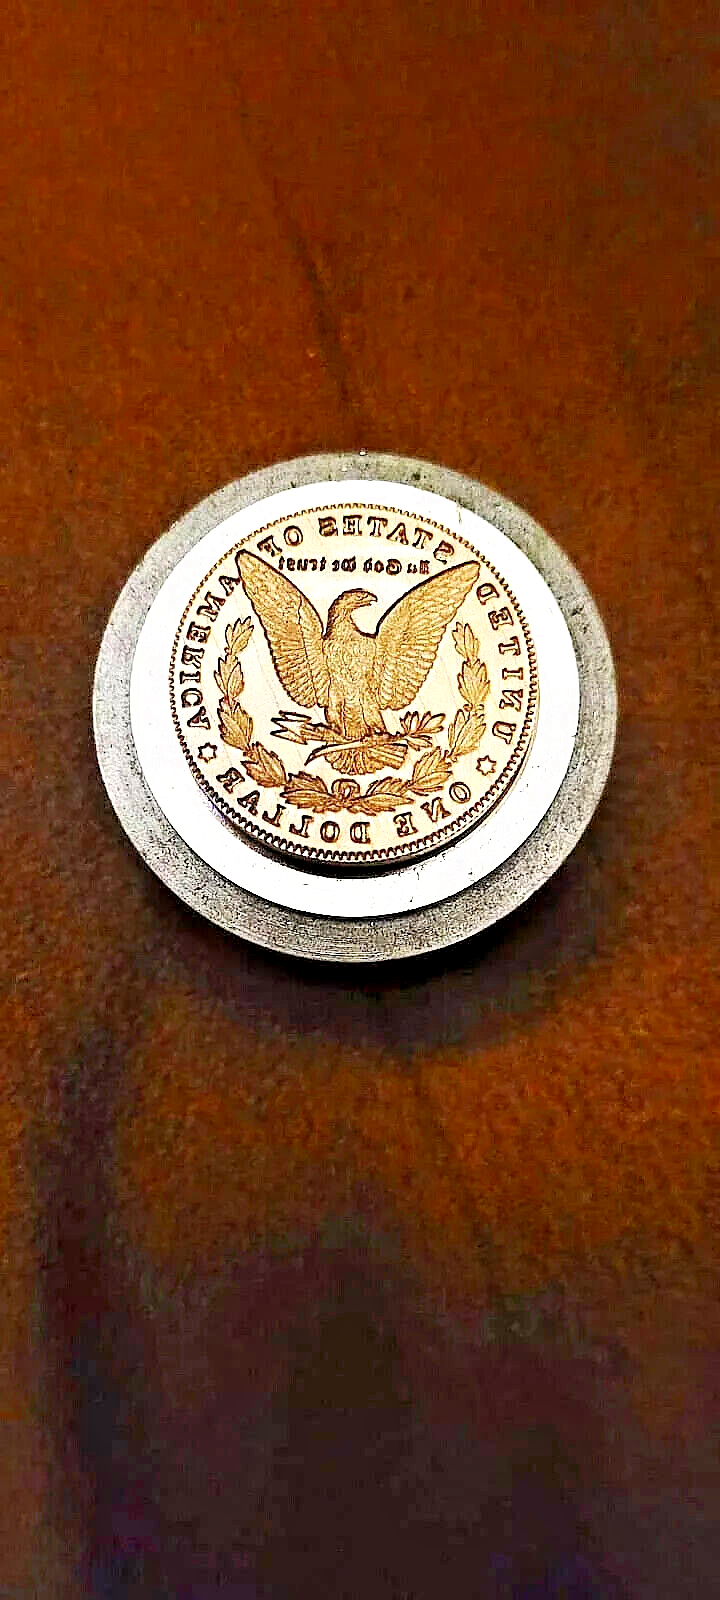 UNITED STATES OF AMERICA
In God we trust
ONE DOLLAR